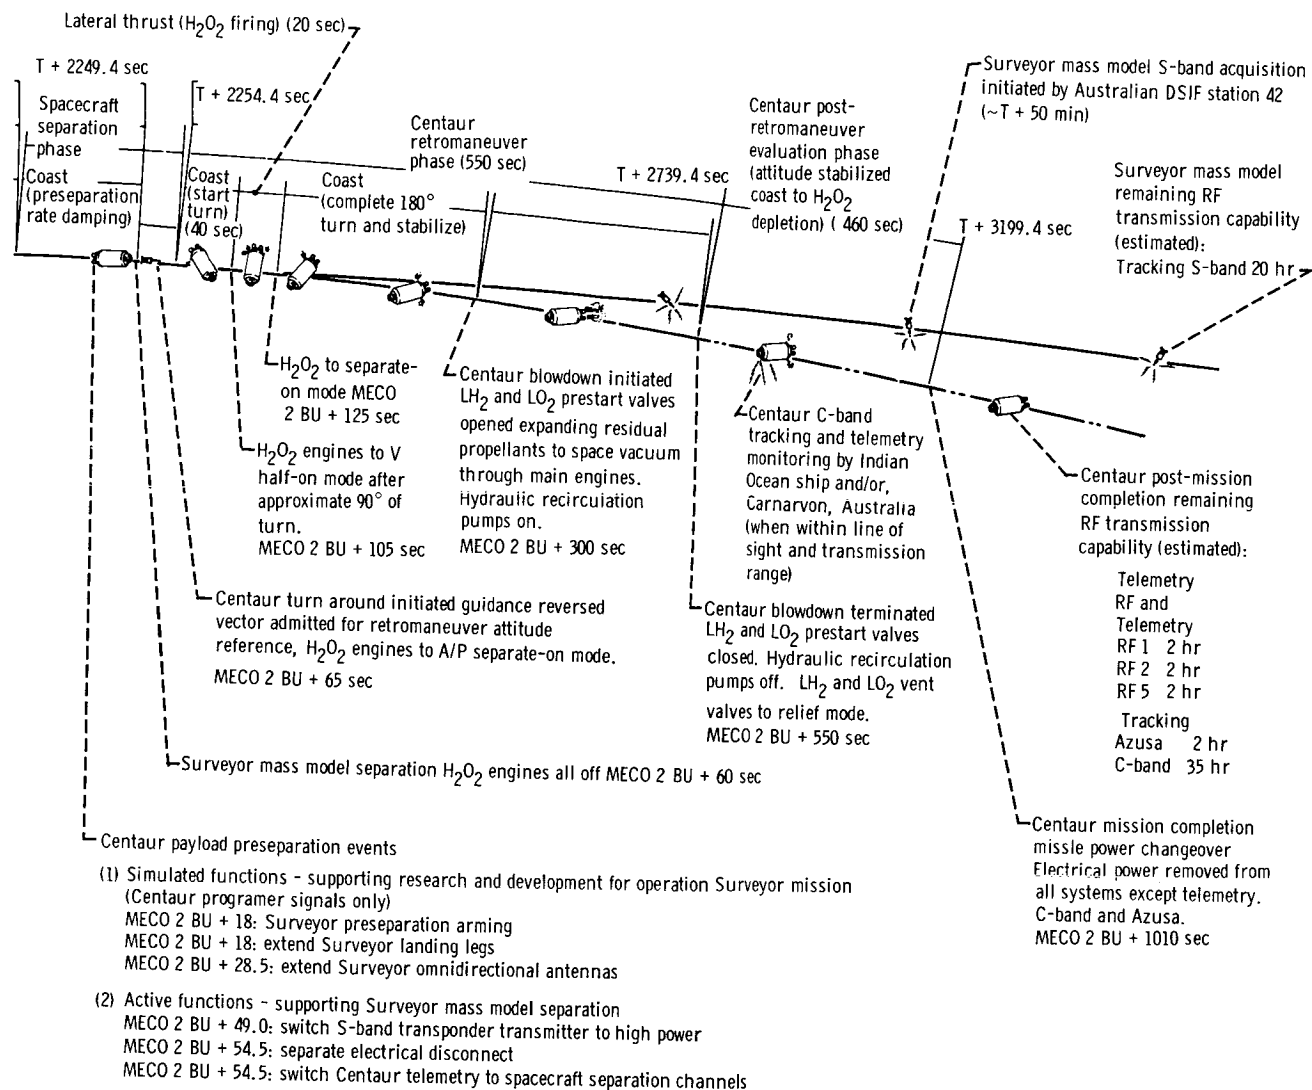 Lateral thrust (H2O2 firing) (20 sec)
T + 2249.4 sec
Spacecraft
separation
phase
Coast
(preseparation
rate damping)
T + 2254.4 sec
Coast
(start
turn)
(40 sec)
Coast
(complete 180°
turn and stabilize)
Centaur
retromaneuver
phase (550 sec)
T + 2739.4 sec
Centaur post-
retromaneuver
evaluation phase
(attitude stabilized
coast to H2O2
depletion) ( 460 sec)
Surveyor mass model S-band acquisition
initiated by Australian DSIF station 42
(~T + 50 min)
T + 3199.4 sec
Surveyor mass model
remaining RF
transmission capability
(estimated):
Tracking S-band 20 hr
H2O2 to separate-
on mode MECO
2 BU + 125 sec
H2O2 engines to V
half-on mode after
approximate 90° of
turn.
MECO 2 BU + 105 sec
Centaur blowdown initiated
LH2 and LO2 prestart valves
opened expanding residual
propellants to space vacuum
through main engines.
Hydraulic recirculation
pumps on.
MECO 2 BU + 300 sec
Centaur C-band
tracking and telemetry
monitoring by Indian
Ocean ship and/or,
Carnarvon, Australia
(when within line of
sight and transmission
range)
Centaur post-mission
completion remaining
RF transmission
capability (estimated):
Telemetry
RF and
Telemetry
RF 1 2 hr
RF 2 2 hr
RF 5 2 hr
Tracking
Azusa 2 hr
C-band 35 hr
Centaur turn around initiated guidance reversed
vector admitted for retromaneuver attitude
reference, H2O2 engines to A/P separate-on mode.
MECO 2 BU + 65 sec
Centaur blowdown terminated
LH2 and LO2 prestart valves
closed. Hydraulic recirculation
pumps off. LH2 and LO2 vent
valves to relief mode.
MECO 2 BU + 550 sec
Surveyor mass model separation H2O2 engines all off MECO 2 BU + 60 sec
Centaur mission completion
missle power changeover
Electrical power removed from
all systems except telemetry.
C-band and Azusa.
MECO 2 BU + 1010 sec
Centaur payload preseparation events
(1) Simulated functions - supporting research and development for operation Surveyor mission
(Centaur programer signals only)
MECO 2 BU + 18: Surveyor preseparation arming
MECO 2 BU + 18: extend Surveyor landing legs
MECO 2 BU + 28.5: extend Surveyor omnidirectional antennas
(2) Active functions - supporting Surveyor mass model separation
MECO 2 BU + 49.0: switch S-band transponder transmitter to high power
MECO 2 BU + 54.5: separate electrical disconnect
MECO 2 BU + 54.5: switch Centaur telemetry to spacecraft separation channels